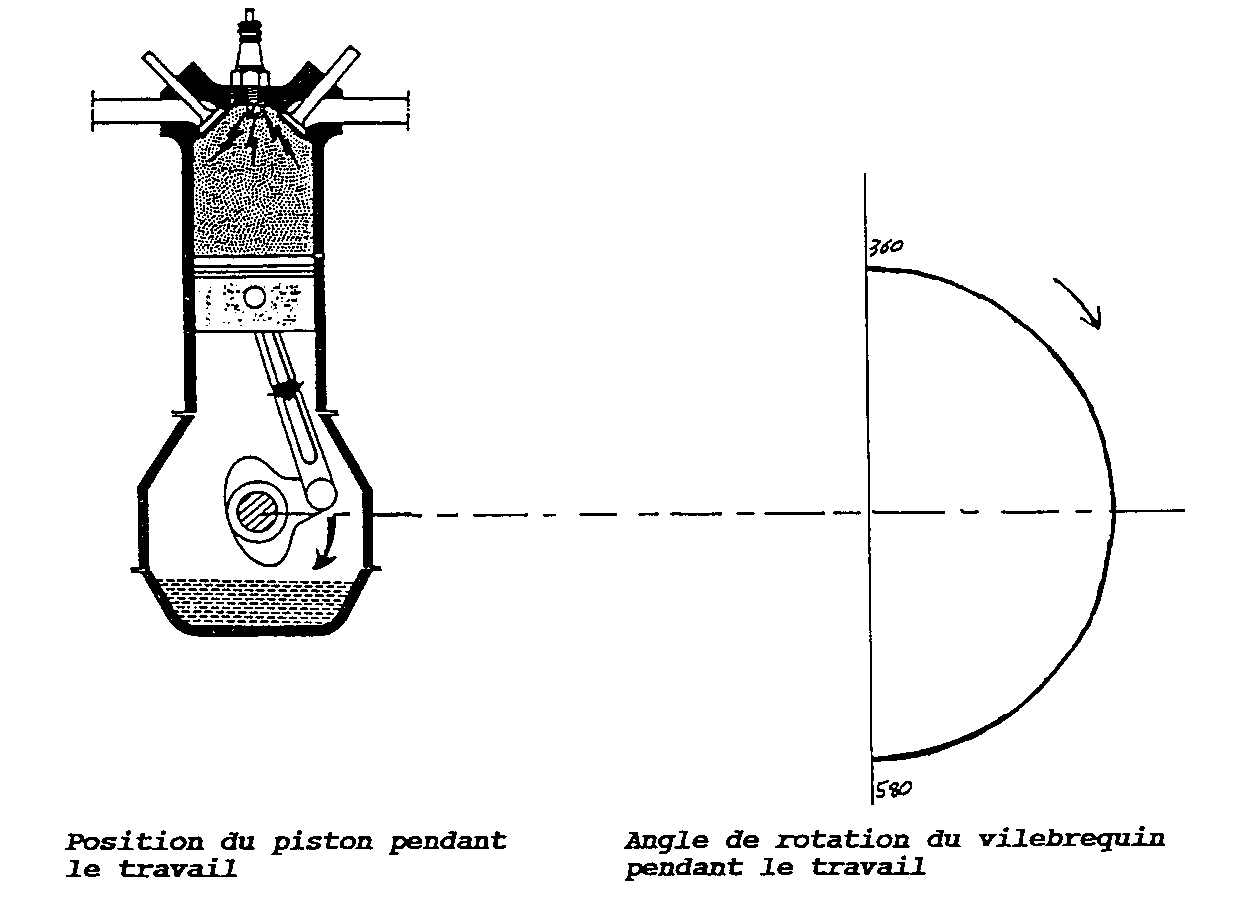 360
580
Position du piston pendant
le travail
Angle de rotation du vilebrequin
pendant le travail